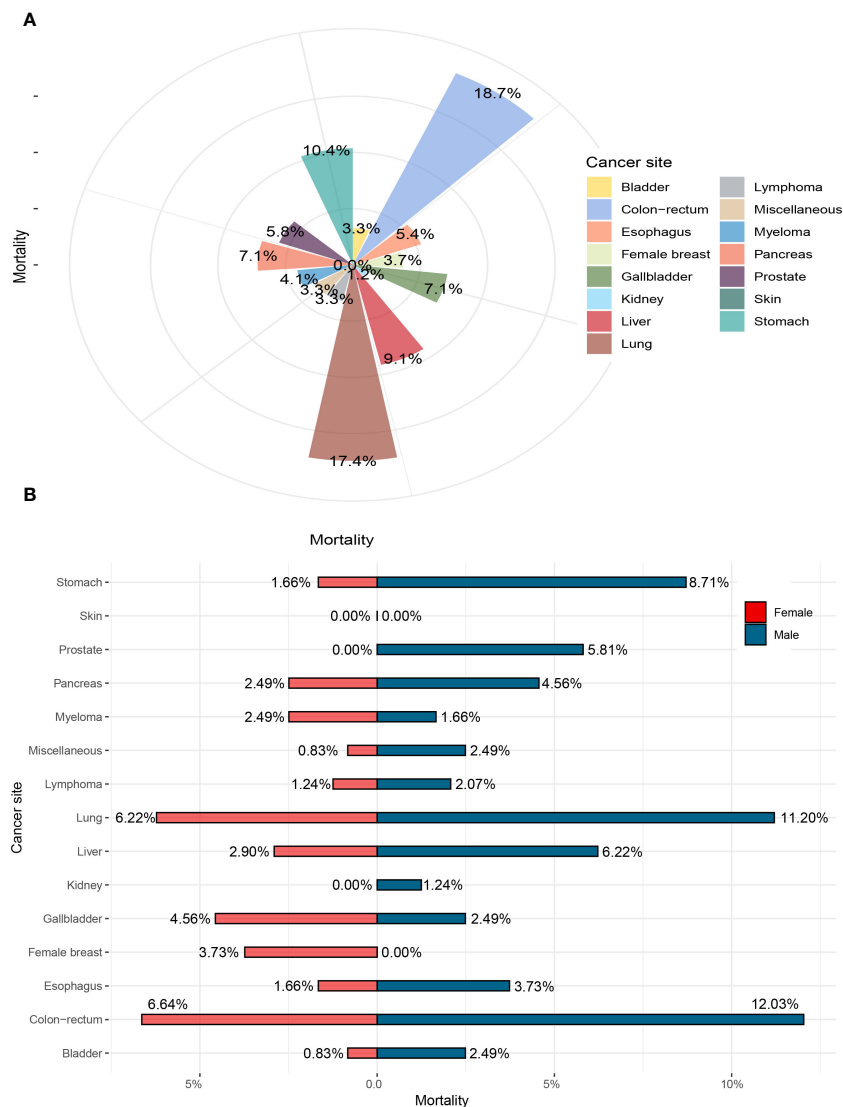 A
18.7%
10.4%
3.3%
5.4%
5.8%
7.1%
3.7%
0.0%
1.2%
4.1%
3.3%
3.3%
7.1%
9.1%
17.4%
Mortality
Cancer site
Bladder
Colon−rectum
Esophagus
Female breast
Gallbladder
Kidney
Liver
Lung
Lymphoma
Miscellaneous
Myeloma
Pancreas
Prostate
Skin
Stomach
B
Mortality
Female
Male
Stomach 1.66% 8.71%
Skin 0.00% 0.00%
Prostate 0.00% 5.81%
Pancreas 2.49% 4.56%
Myeloma 2.49% 1.66%
Miscellaneous 0.83% 2.49%
Lymphoma 1.24% 2.07%
Lung 6.22% 11.20%
Liver 2.90% 6.22%
Kidney 0.00% 1.24%
Gallbladder 4.56% 2.49%
Female breast 3.73% 0.00%
Esophagus 1.66% 3.73%
Colon−rectum 6.64% 12.03%
Bladder 0.83% 2.49%
Cancer site
5% 0.0 5% 10%
Mortality